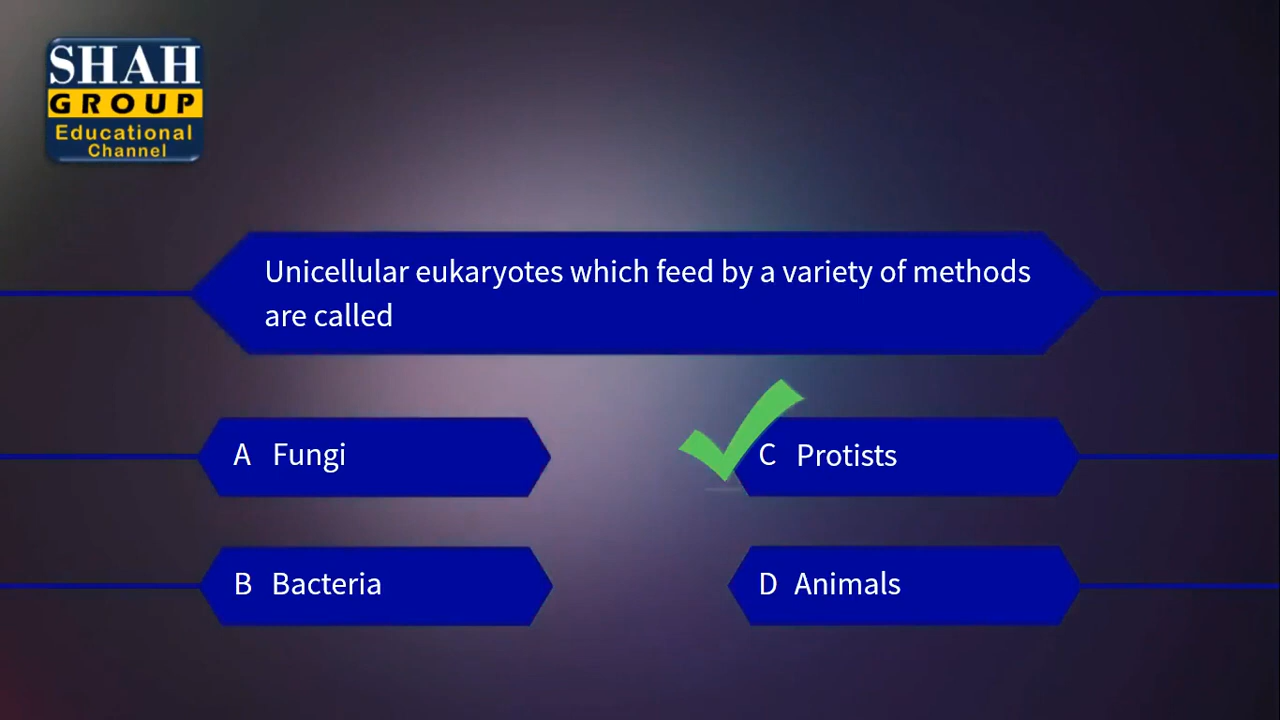 SHAH
GROUP
Educational
Channel
Unicellular eukaryotes which feed by a variety of methods
are called
A Fungi
C Protists
B Bacteria
D Animals